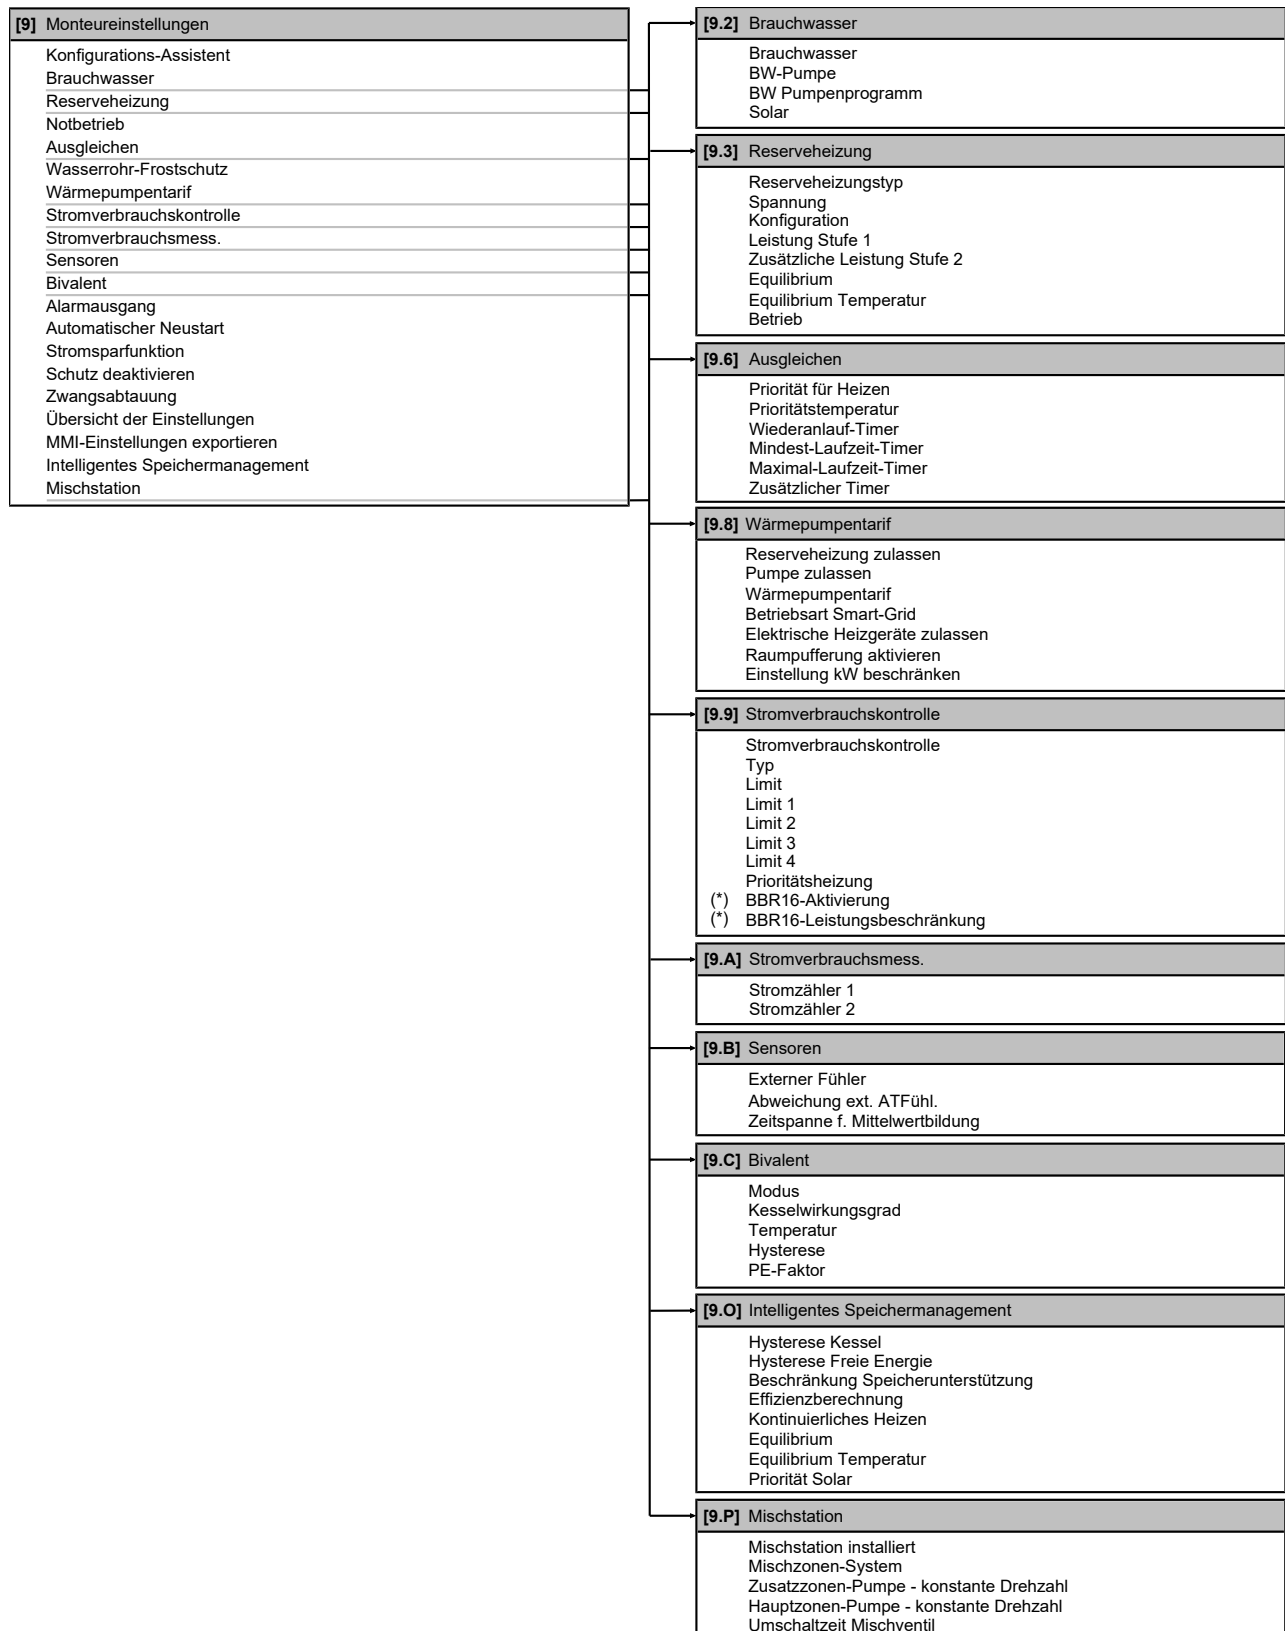 [9] Monteureinstellungen
Konfigurations-Assistent
Brauchwasser
Reserveheizung
Notbetrieb
Ausgleichen
Wasserrohr-Frostschutz
Wärmepumpentarif
Stromverbrauchskontrolle
Stromverbrauchsmess.
Sensoren
Bivalent
Alarmausgang
Automatischer Neustart
Stromsparfunktion
Schutz deaktivieren
Zwangsabtauung
Übersicht der Einstellungen
MMI-Einstellungen exportieren
Intelligentes Speichermanagement
Mischstation
[9.2] Brauchwasser
Brauchwasser
BW-Pumpe
BW Pumpenprogramm
Solar
[9.3] Reserveheizung
Reserveheizungstyp
Spannung
Konfiguration
Leistung Stufe 1
Zusätzliche Leistung Stufe 2
Equilibrium
Equilibrium Temperatur
Betrieb
[9.6] Ausgleichen
Priorität für Heizen
Prioritätstemperatur
Wiederanlauf-Timer
Mindest-Laufzeit-Timer
Maximal-Laufzeit-Timer
Zusätzlicher Timer
[9.8] Wärmepumpentarif
Reserveheizung zulassen
Pumpe zulassen
Wärmepumpentarif
Betriebsart Smart-Grid
Elektrische Heizgeräte zulassen
Raumpufferung aktivieren
Einstellung kW beschränken
[9.9] Stromverbrauchskontrolle
Stromverbrauchskontrolle
Typ
Limit
Limit 1
Limit 2
Limit 3
Limit 4
Prioritätsheizung
(*) BBR16-Aktivierung
(*) BBR16-Leistungsbeschränkung
[9.A] Stromverbrauchsmess.
Stromzähler 1
Stromzähler 2
[9.B] Sensoren
Externer Fühler
Abweichung ext. ATFühl.
Zeitspanne f. Mittelwertbildung
[9.C] Bivalent
Modus
Kesselwirkungsgrad
Temperatur
Hysterese
PE-Faktor
[9.O] Intelligentes Speichermanagement
Hysterese Kessel
Hysterese Freie Energie
Beschränkung Speicherunterstützung
Effizienzberechnung
Kontinuierliches Heizen
Equilibrium
Equilibrium Temperatur
Priorität Solar
[9.P] Mischstation
Mischstation installiert
Mischzonen-System
Zusatzzonen-Pumpe - konstante Drehzahl
Hauptzonen-Pumpe - konstante Drehzahl
Umschaltzeit Mischventil